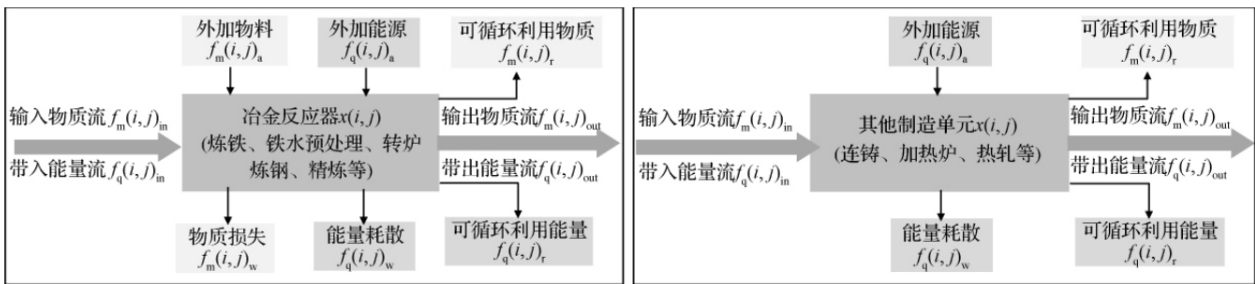 外加物料
fm(i,j)a
外加能源
fq(i,j)a
可循环利用物质
fm(i,j)r
输入物质流fm(i,j)in
带入能量流fq(i,j)in
冶金反应器x(i,j)
(炼铁、铁水预处理、转炉
炼钢、精炼等)
输出物质流fm(i,j)out
带出能量流fq(i,j)out
物质损失
fm(i,j)w
能量耗散
fq(i,j)w
可循环利用能量
fq(i,j)r
外加能源
fq(i,j)a
可循环利用物质
fm(i,j)r
输入物质流fm(i,j)in
带入能量流fq(i,j)in
其他制造单元x(i,j)
(连铸、加热炉、热轧等)
输出物质流fm(i,j)out
带出能量流fq(i,j)out
能量耗散
fq(i,j)w
可循环利用能量
fq(i,j)r